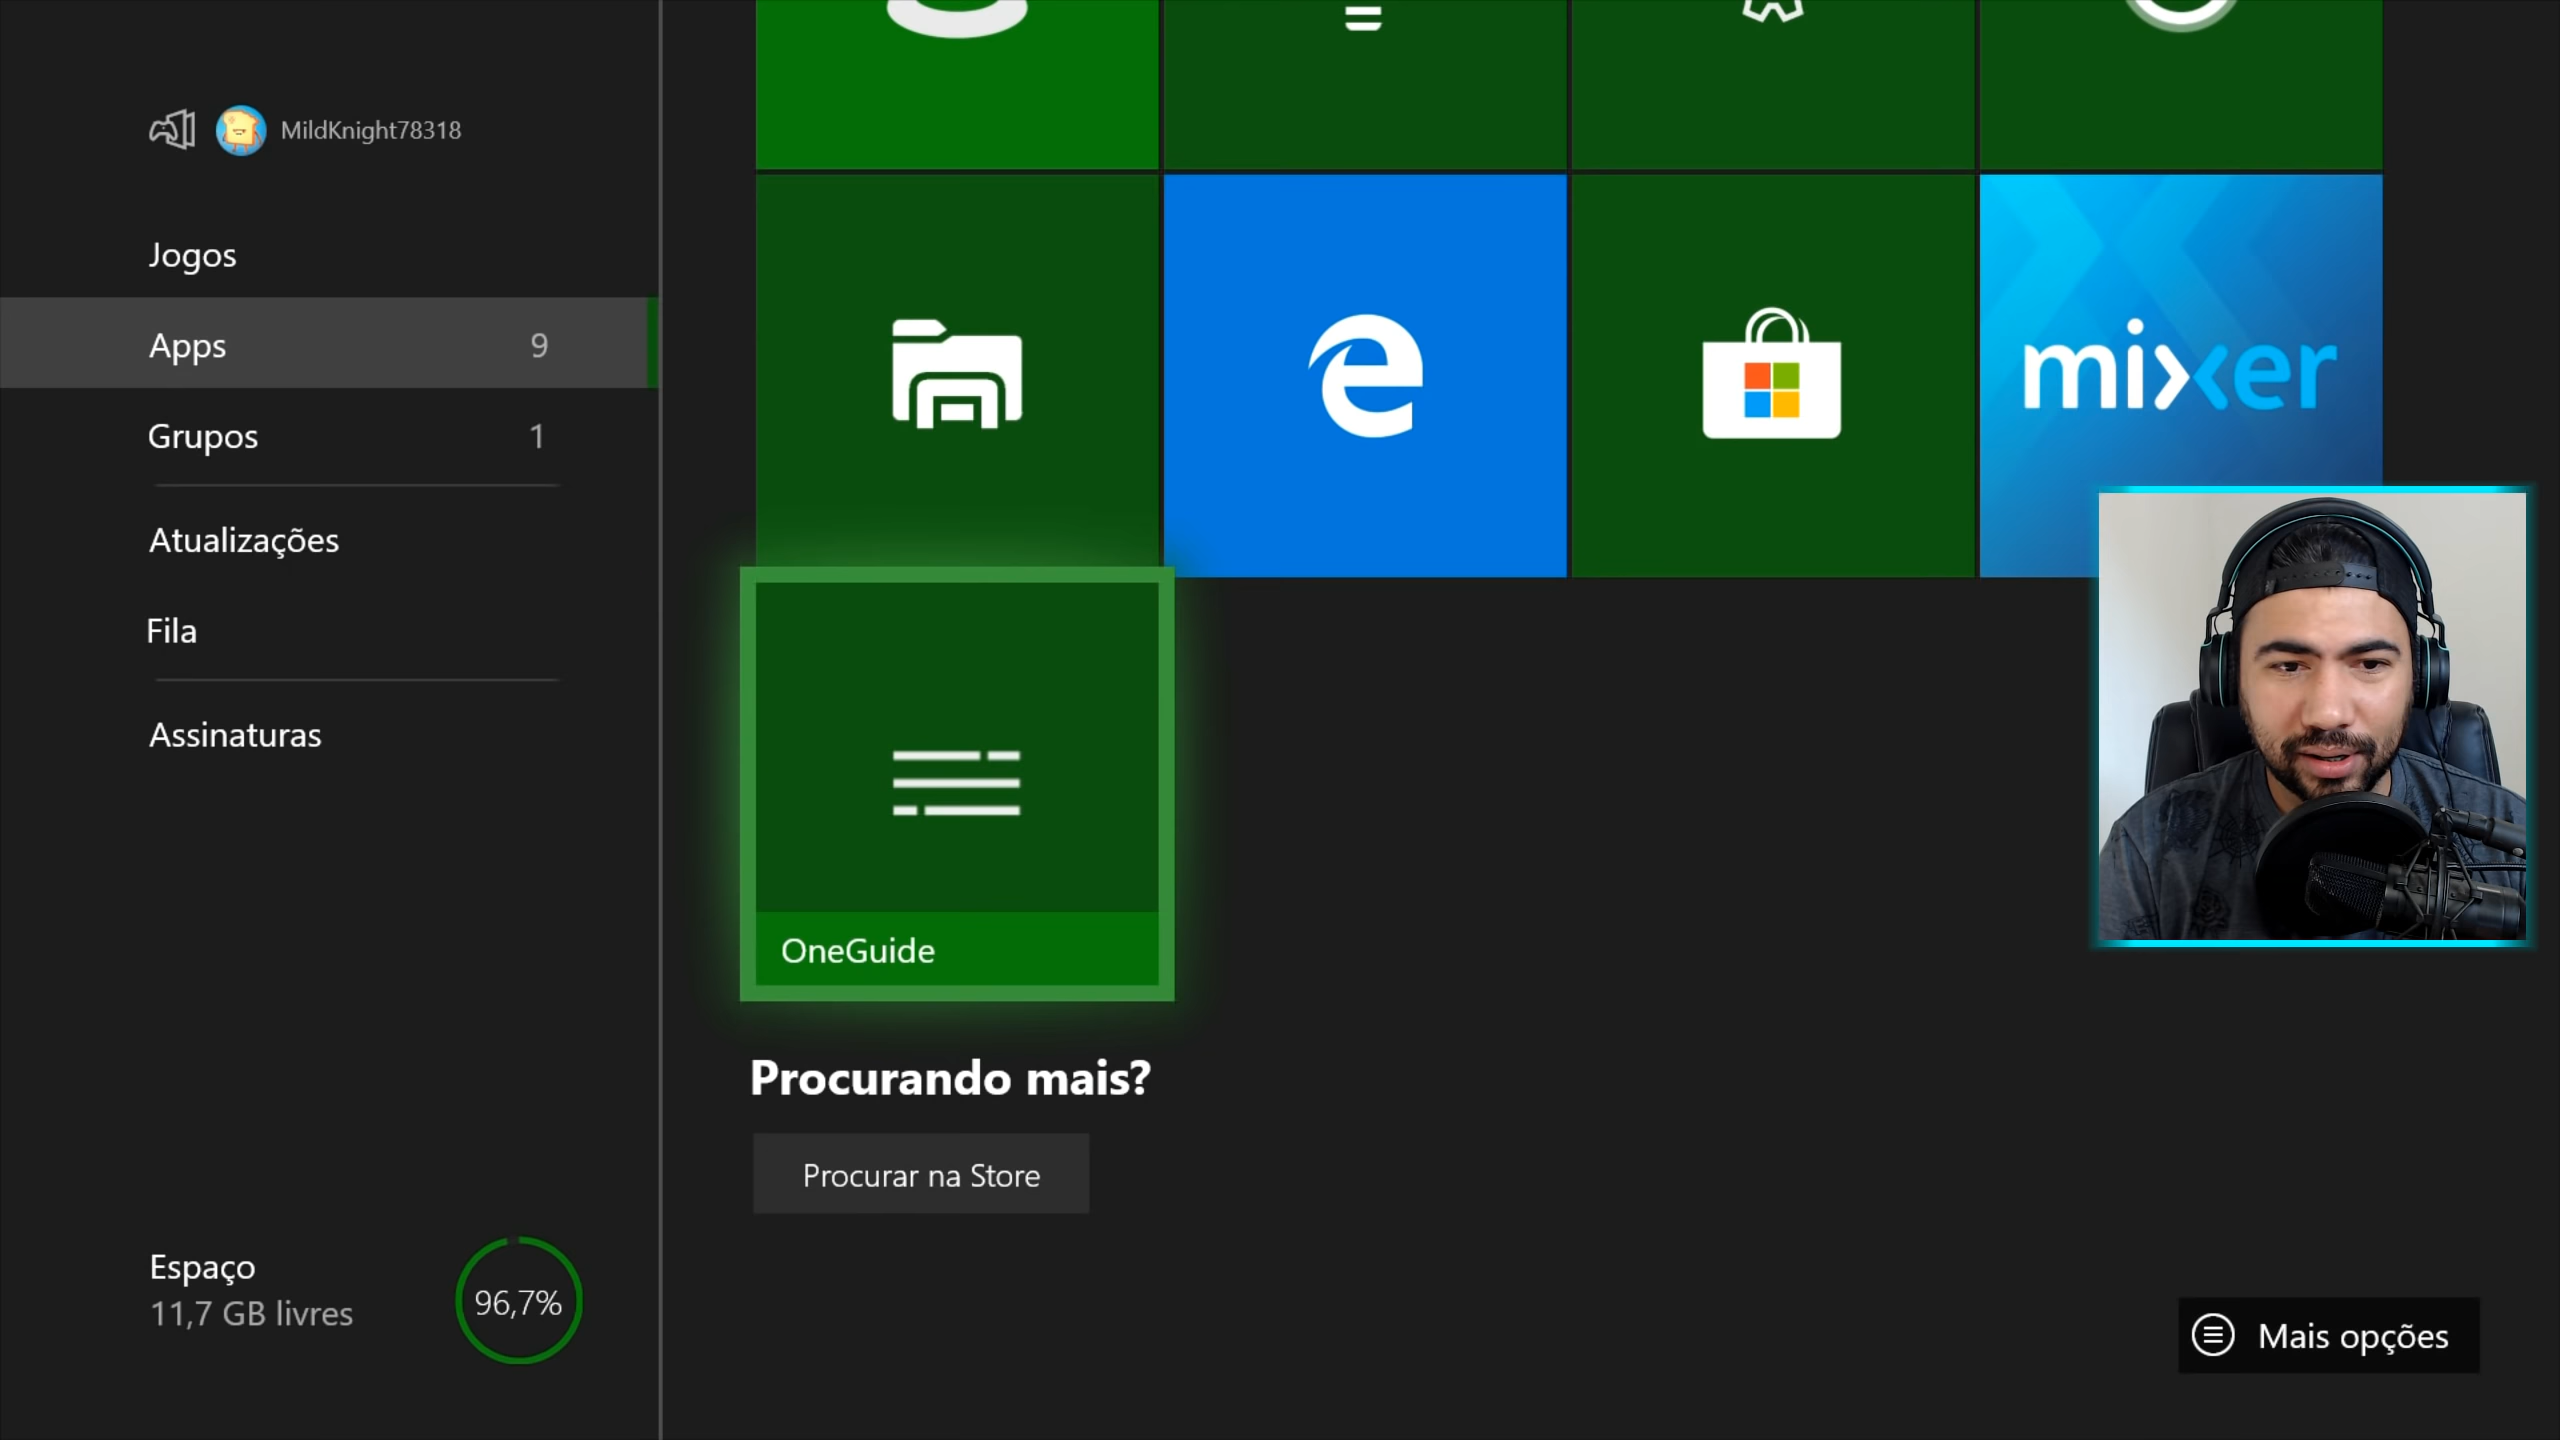 MildKnight78318
Jogos
Apps 9
Grupos 1
Atualizações
Fila
Assinaturas
Espaço
11,7 GB livres
96,7%
mixer
OneGuide
Procurando mais?
Procurar na Store
Mais opções